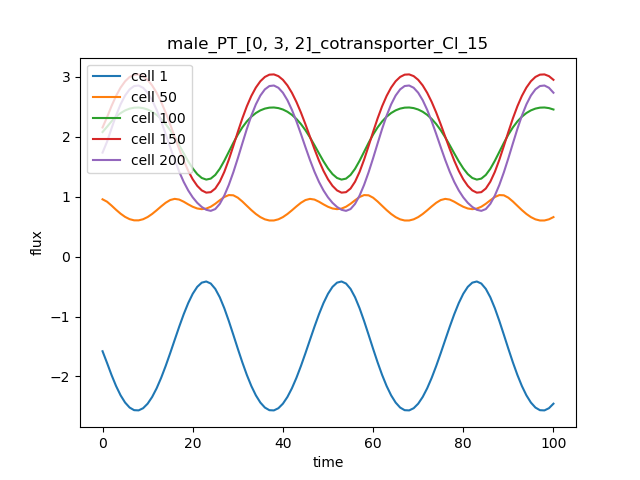 male_PT_[0, 3, 2]_cotransporter_Cl_15
cell 1
cell 50
cell 100
cell 150
cell 200
flux
3
2
1
0
−1
−2
0 20 40 60 80 100
time